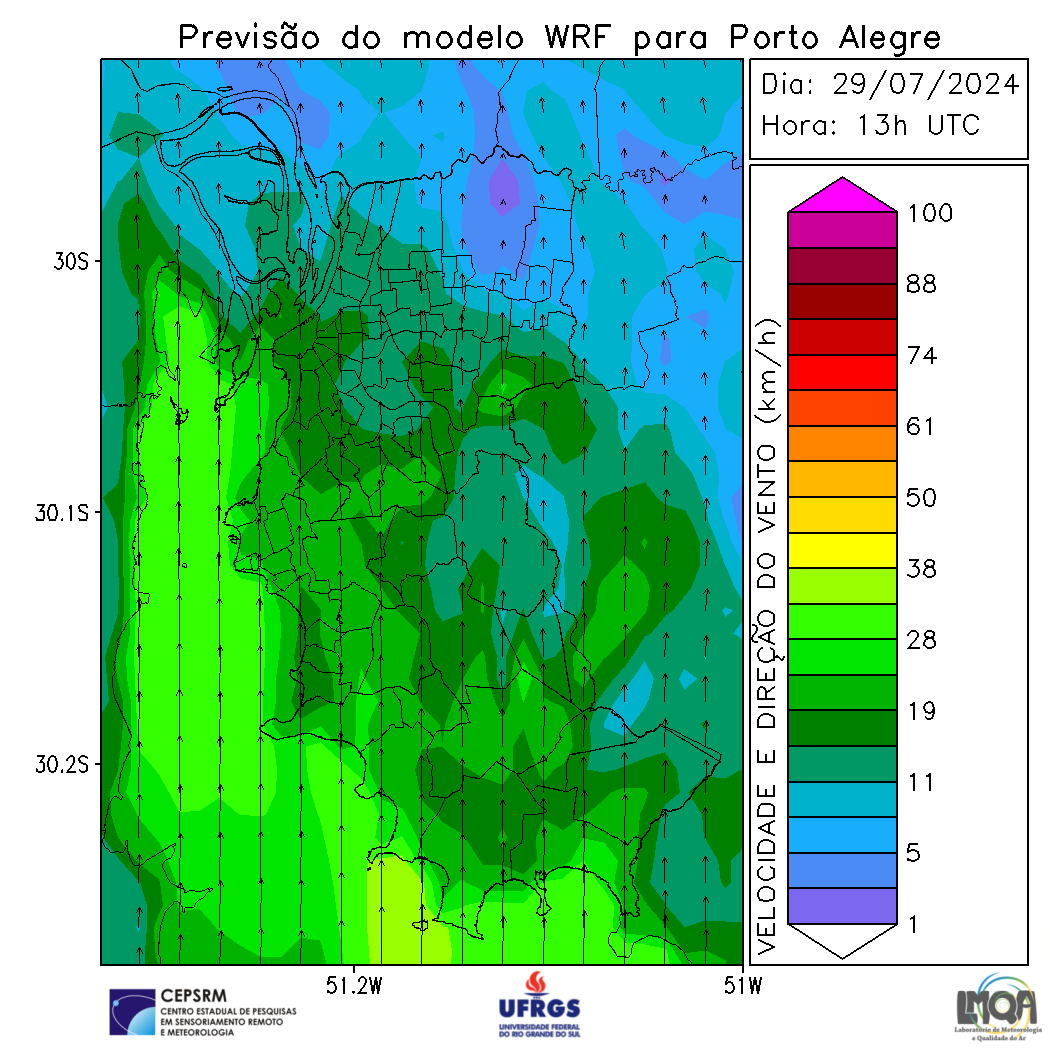 Previsão do modelo WRF para Porto Alegre
Dia: 29/07/2024
Hora: 13h UTC
30S
30.1S
30.2S
51.2W
51W
VELOCIDADE E DIREÇÃO DO VENTO (km/h)
100
88
74
61
50
38
28
19
11
5
1
CEPSRM
CENTRO ESTADUAL DE PESQUISAS
EM SENSORIAMENTO REMOTO
E METEOROLOGIA
UFRGS
UNIVERSIDADE FEDERAL
DO RIO GRANDE DO SUL
LMQA
Laboratório de Meteorologia
e Qualidade do Ar